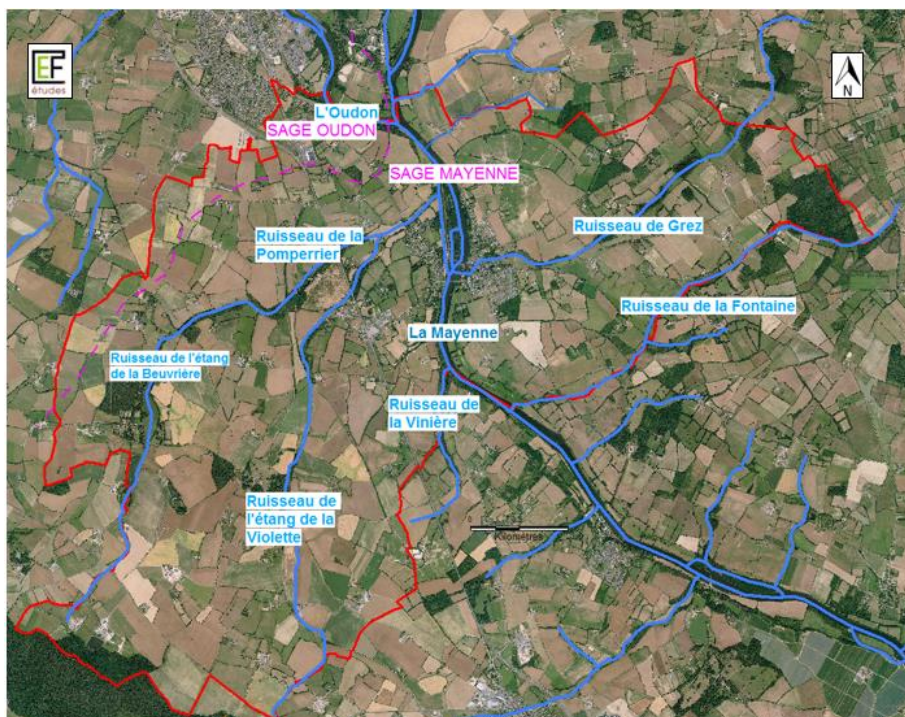 EF
études
N
L'Oudon
SAGE OUDON
SAGE MAYENNE
Ruisseau de la
Pomperrier
Ruisseau de Grez
Ruisseau de la Fontaine
La Mayenne
Ruisseau de l'étang
de la Beuvrière
Ruisseau de
la Vinière
Ruisseau de
l'étang de la
Violette
Kilomètres